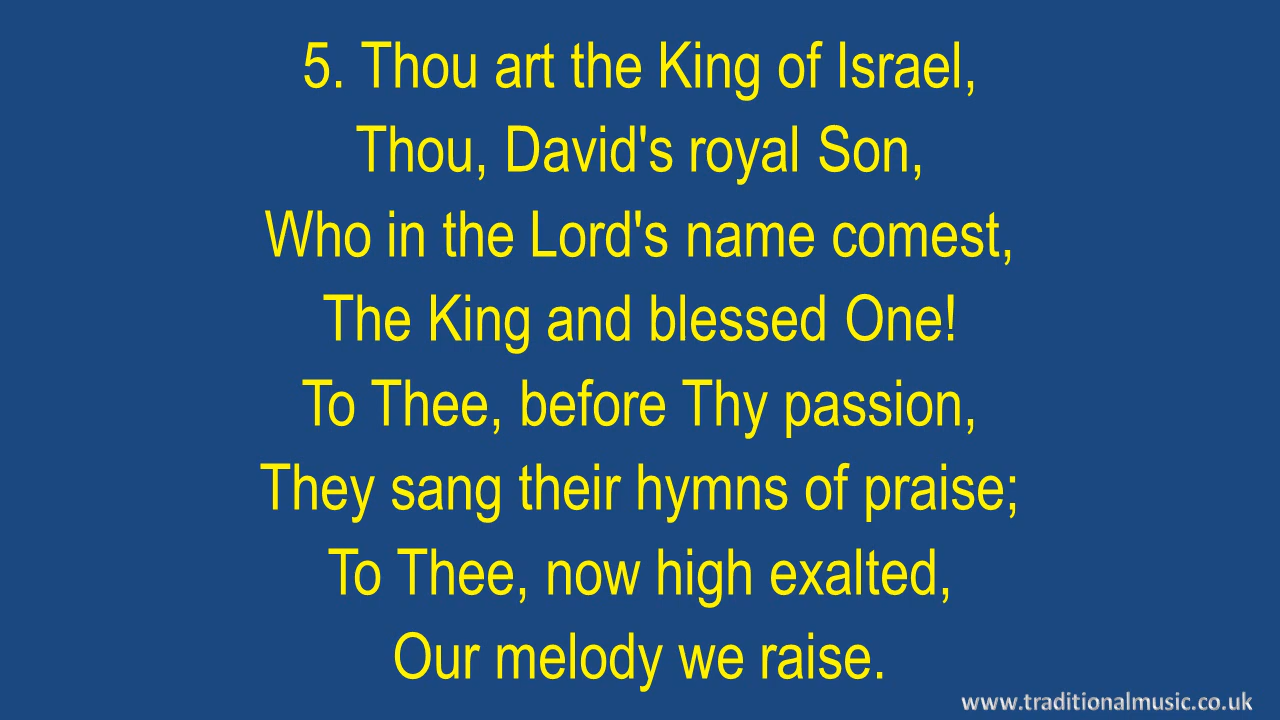 5. Thou art the King of Israel,
Thou, David's royal Son,
Who in the Lord's name comest,
The King and blessed One!
To Thee, before Thy passion,
They sang their hymns of praise;
To Thee, now high exalted,
Our melody we raise.
www.traditionalmusic.co.uk